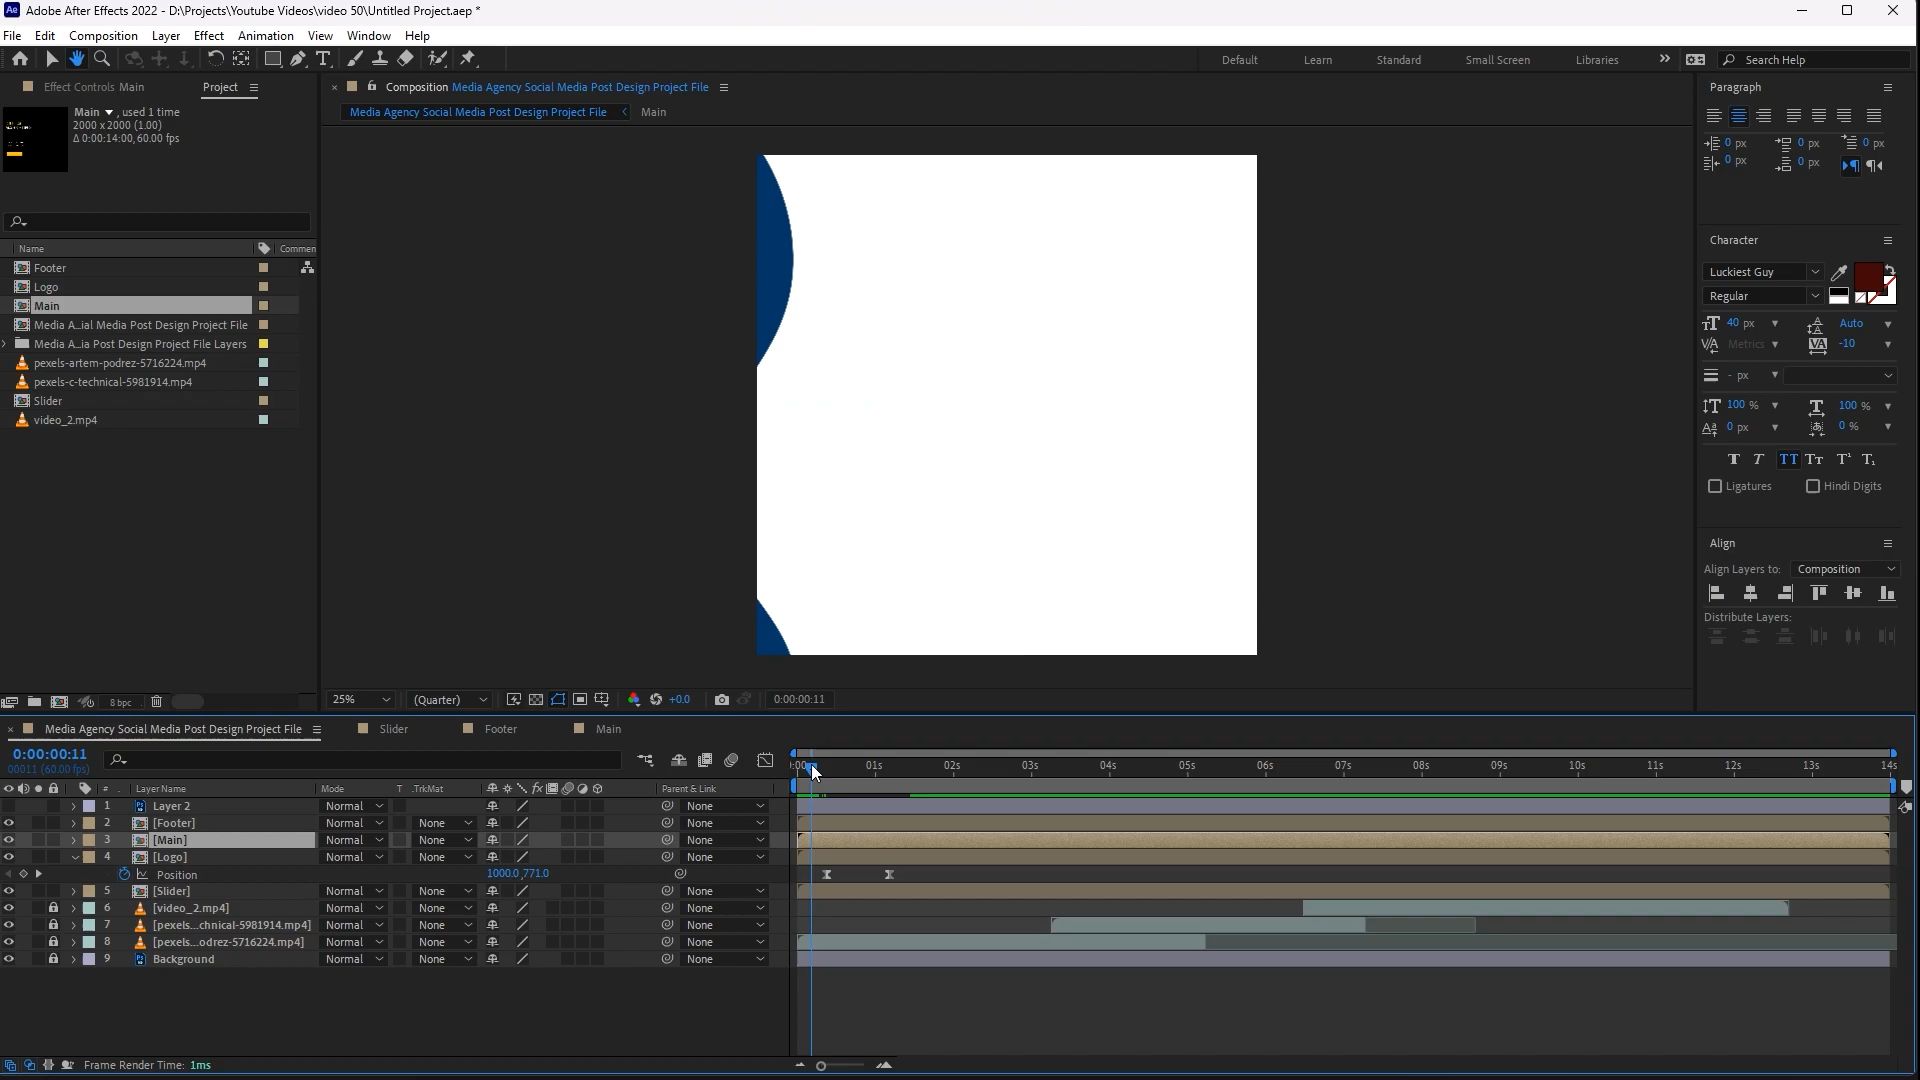 Adobe After Effects 2022 - D:\Projects\Youtube Videos\video 50\Untitled Project.aep *
File Edit Composition Layer Effect Animation View Window Help
Default Learn Standard Small Screen Libraries Search Help
Effect Controls Main Project
Composition Media Agency Social Media Post Design Project File
Media Agency Social Media Post Design Project File Main
Main , used 1 time
2000 x 2000 (1.00)
Δ 0:00:14:00, 60.00 fps
Name Commen
Footer
Logo
Main
Media A...ial Media Post Design Project File
Media A...ia Post Design Project File Layers
pexels-artem-podrez-5716224.mp4
pexels-c-technical-5981914.mp4
Slider
video_2.mp4
8 bpc
25% (Quarter) +0.0 0:00:00:11
Paragraph
0 px 0 px 0 px
0 px 0 px
Character
Luckiest Guy
Regular
40 px Auto
Metrics -10
- px
100 % 100 %
0 px 0 %
T T TT Tт T¹ T₁
Ligatures Hindi Digits
Align
Align Layers to: Composition
Distribute Layers:
Media Agency Social Media Post Design Project File Slider Footer Main
0:00:00:11
00011 (60.00 fps)
01s 02s 03s 04s 05s 06s 07s 08s 09s 10s 11s 12s 13s 14s
# Layer Name Mode T .TrkMat Parent & Link
1 Layer 2 Normal None
2 [Footer] Normal None None
3 [Main] Normal None None
4 [Logo] Normal None None
Position 1000.0,771.0
5 [Slider] Normal None None
6 [video_2.mp4] Normal None None
7 [pexels...chnical-5981914.mp4] Normal None None
8 [pexels...odrez-5716224.mp4] Normal None None
9 Background Normal None None
Frame Render Time: 1ms